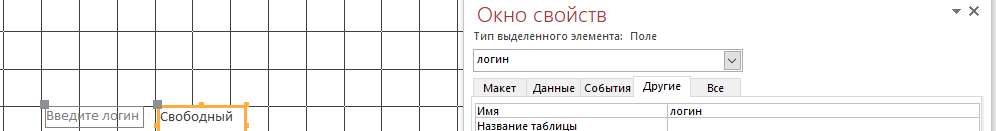 Окно свойств
Тип выделенного элемента: Поле
логин
Макет Данные События Другие Все
Введите логин Свободный
Имя логин
Название таблицы